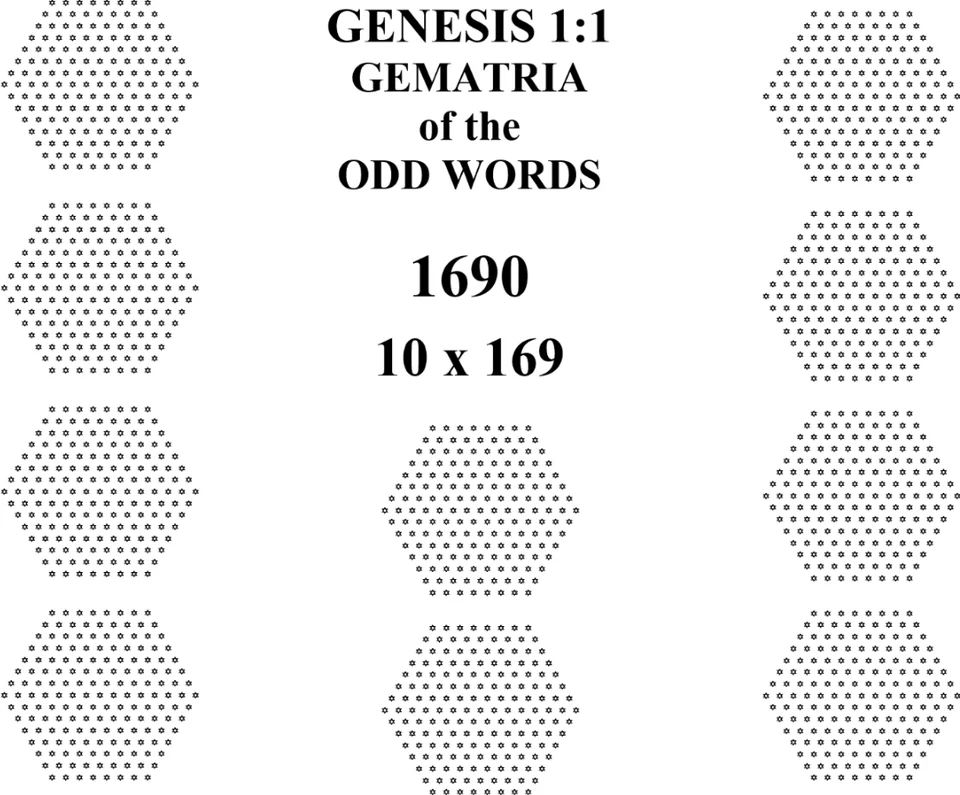 GENESIS 1:1
GEMATRIA
of the
ODD WORDS
1690
10 x 169